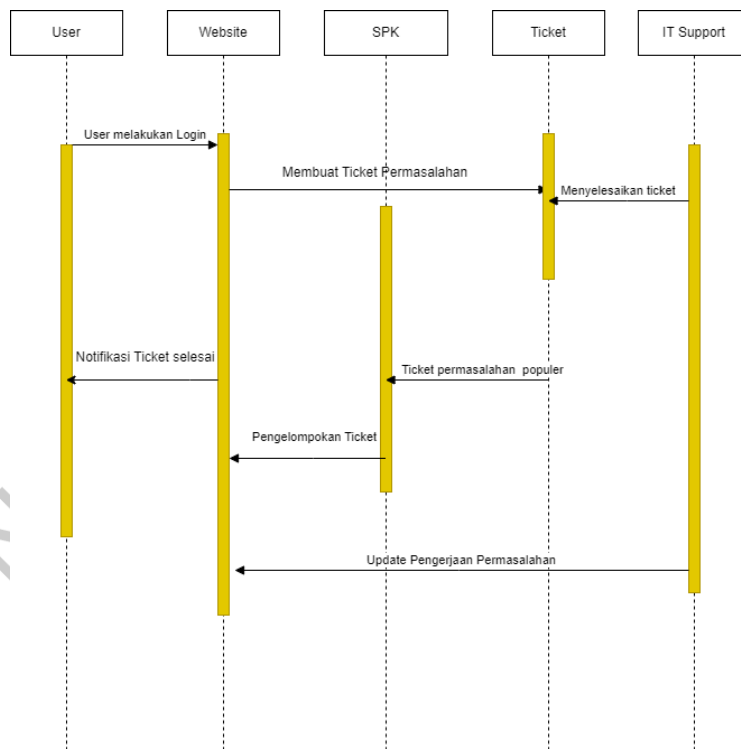 User
Website
SPK
Ticket
IT Support
User melakukan Login
Membuat Ticket Permasalahan
Menyelesaikan ticket
Notifikasi Ticket selesai
Ticket permasalahan  populer
Pengelompokan Ticket
Update Pengerjaan Permasalahan